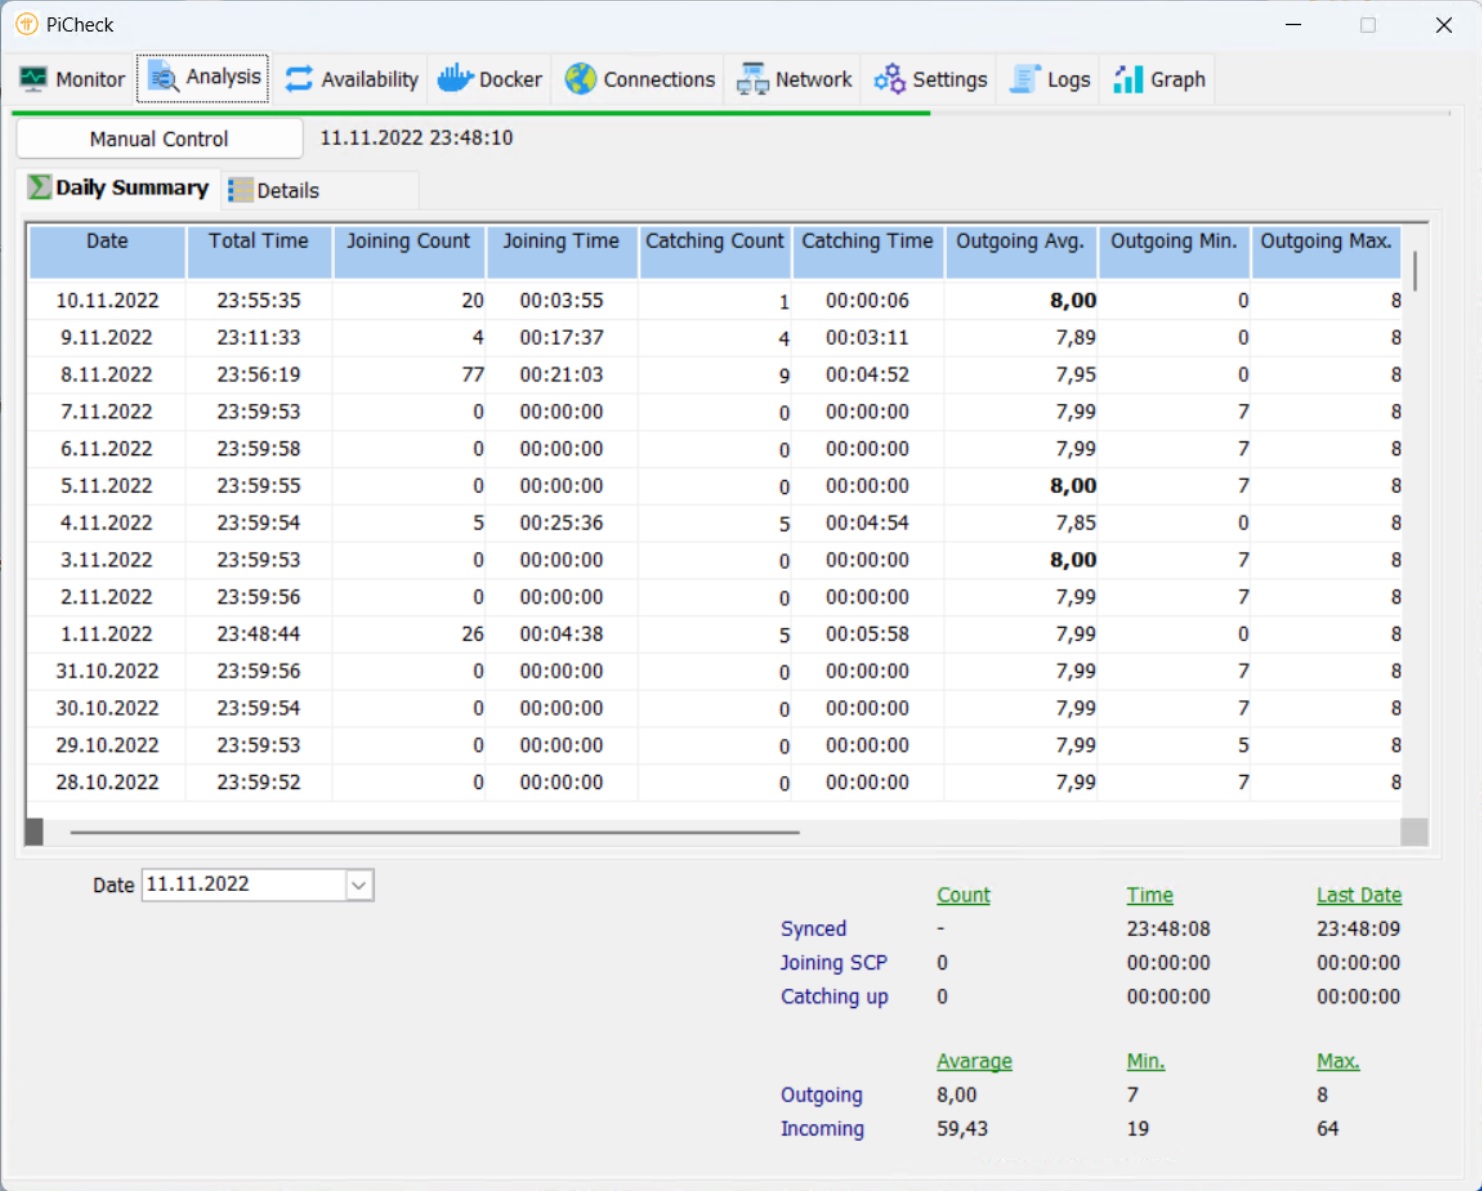 PiCheck
Monitor Analysis Availability Docker Connections Network Settings Logs Graph
Manual Control 11.11.2022 23:48:10
Daily Summary Details
Date Total Time Joining Count Joining Time Catching Count Catching Time Outgoing Avg. Outgoing Min. Outgoing Max.
10.11.2022 23:55:35 20 00:03:55 1 00:00:06 8,00 0 8
9.11.2022 23:11:33 4 00:17:37 4 00:03:11 7,89 0 8
8.11.2022 23:56:19 77 00:21:03 9 00:04:52 7,95 0 8
7.11.2022 23:59:53 0 00:00:00 0 00:00:00 7,99 7 8
6.11.2022 23:59:58 0 00:00:00 0 00:00:00 7,99 7 8
5.11.2022 23:59:55 0 00:00:00 0 00:00:00 8,00 7 8
4.11.2022 23:59:54 5 00:25:36 5 00:04:54 7,85 0 8
3.11.2022 23:59:53 0 00:00:00 0 00:00:00 8,00 7 8
2.11.2022 23:59:56 0 00:00:00 0 00:00:00 7,99 7 8
1.11.2022 23:48:44 26 00:04:38 5 00:05:58 7,99 0 8
31.10.2022 23:59:56 0 00:00:00 0 00:00:00 7,99 7 8
30.10.2022 23:59:54 0 00:00:00 0 00:00:00 7,99 7 8
29.10.2022 23:59:53 0 00:00:00 0 00:00:00 7,99 5 8
28.10.2022 23:59:52 0 00:00:00 0 00:00:00 7,99 7 8
Date 11.11.2022
Count Time Last Date
Synced - 23:48:08 23:48:09
Joining SCP 0 00:00:00 00:00:00
Catching up 0 00:00:00 00:00:00
Avarage Min. Max.
Outgoing 8,00 7 8
Incoming 59,43 19 64